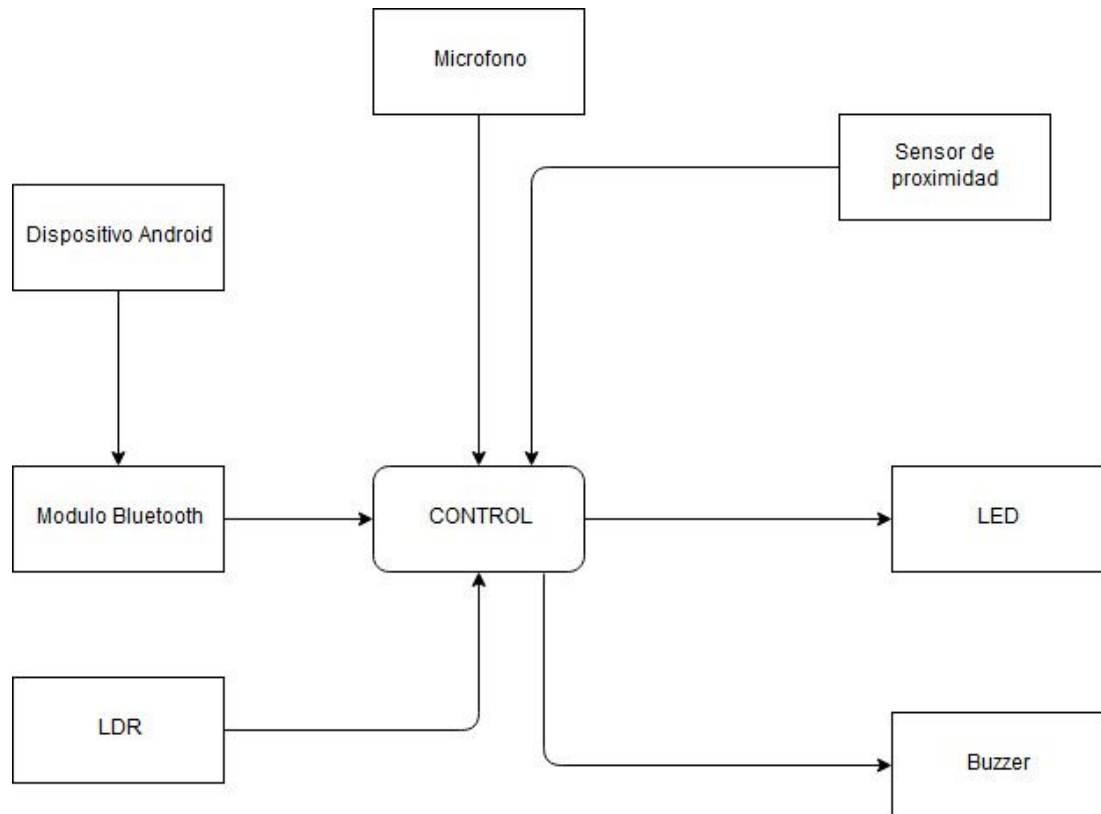 Microfono
Sensor de
proximidad
Dispositivo Android
Modulo Bluetooth
CONTROL
LED
LDR
Buzzer